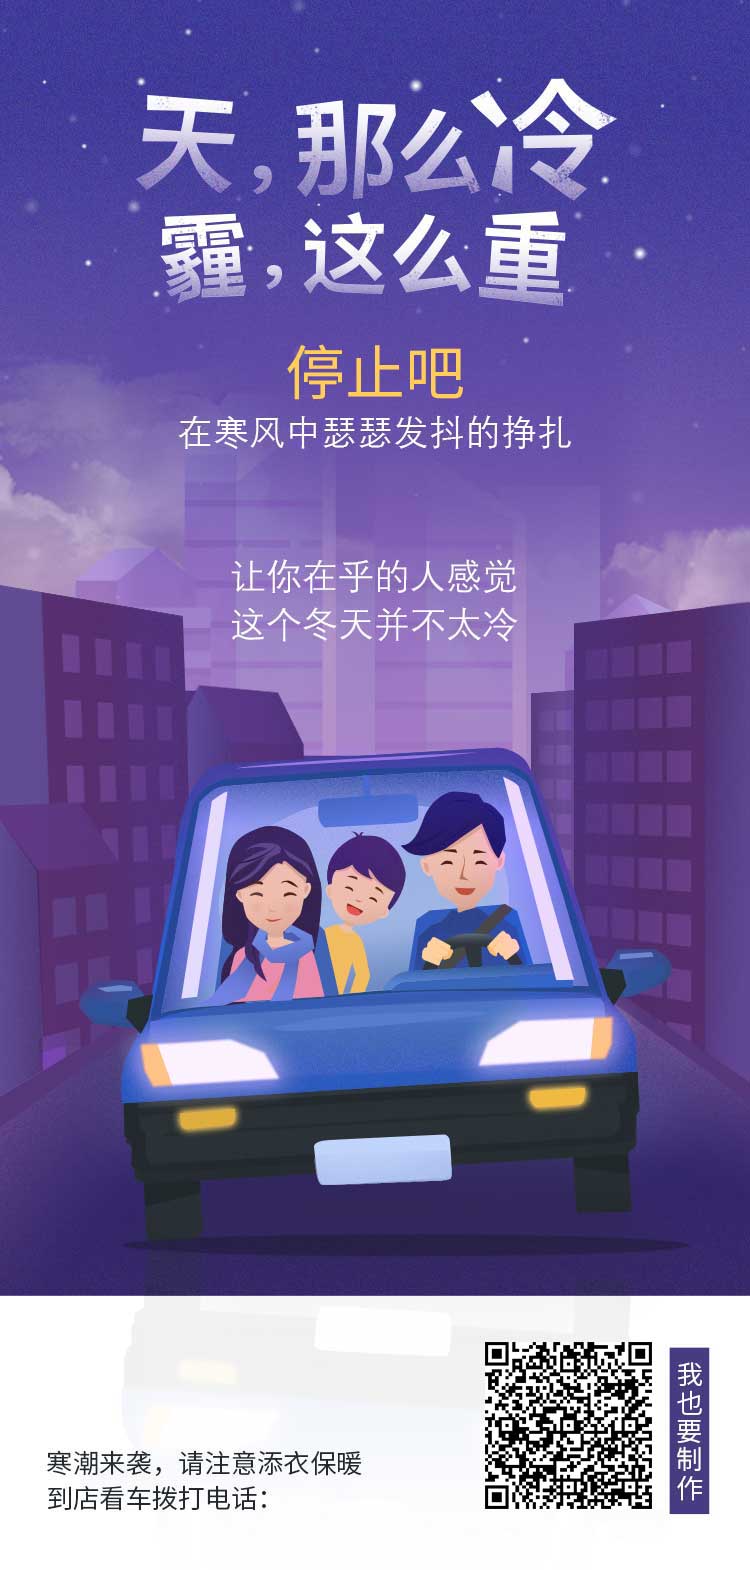 天，那么冷
霾，这么重
停止吧
在寒风中瑟瑟发抖的挣扎
让你在乎的人感觉
这个冬天并不太冷
寒潮来袭，请注意添衣保暖
到店看车拨打电话：
我也要制作